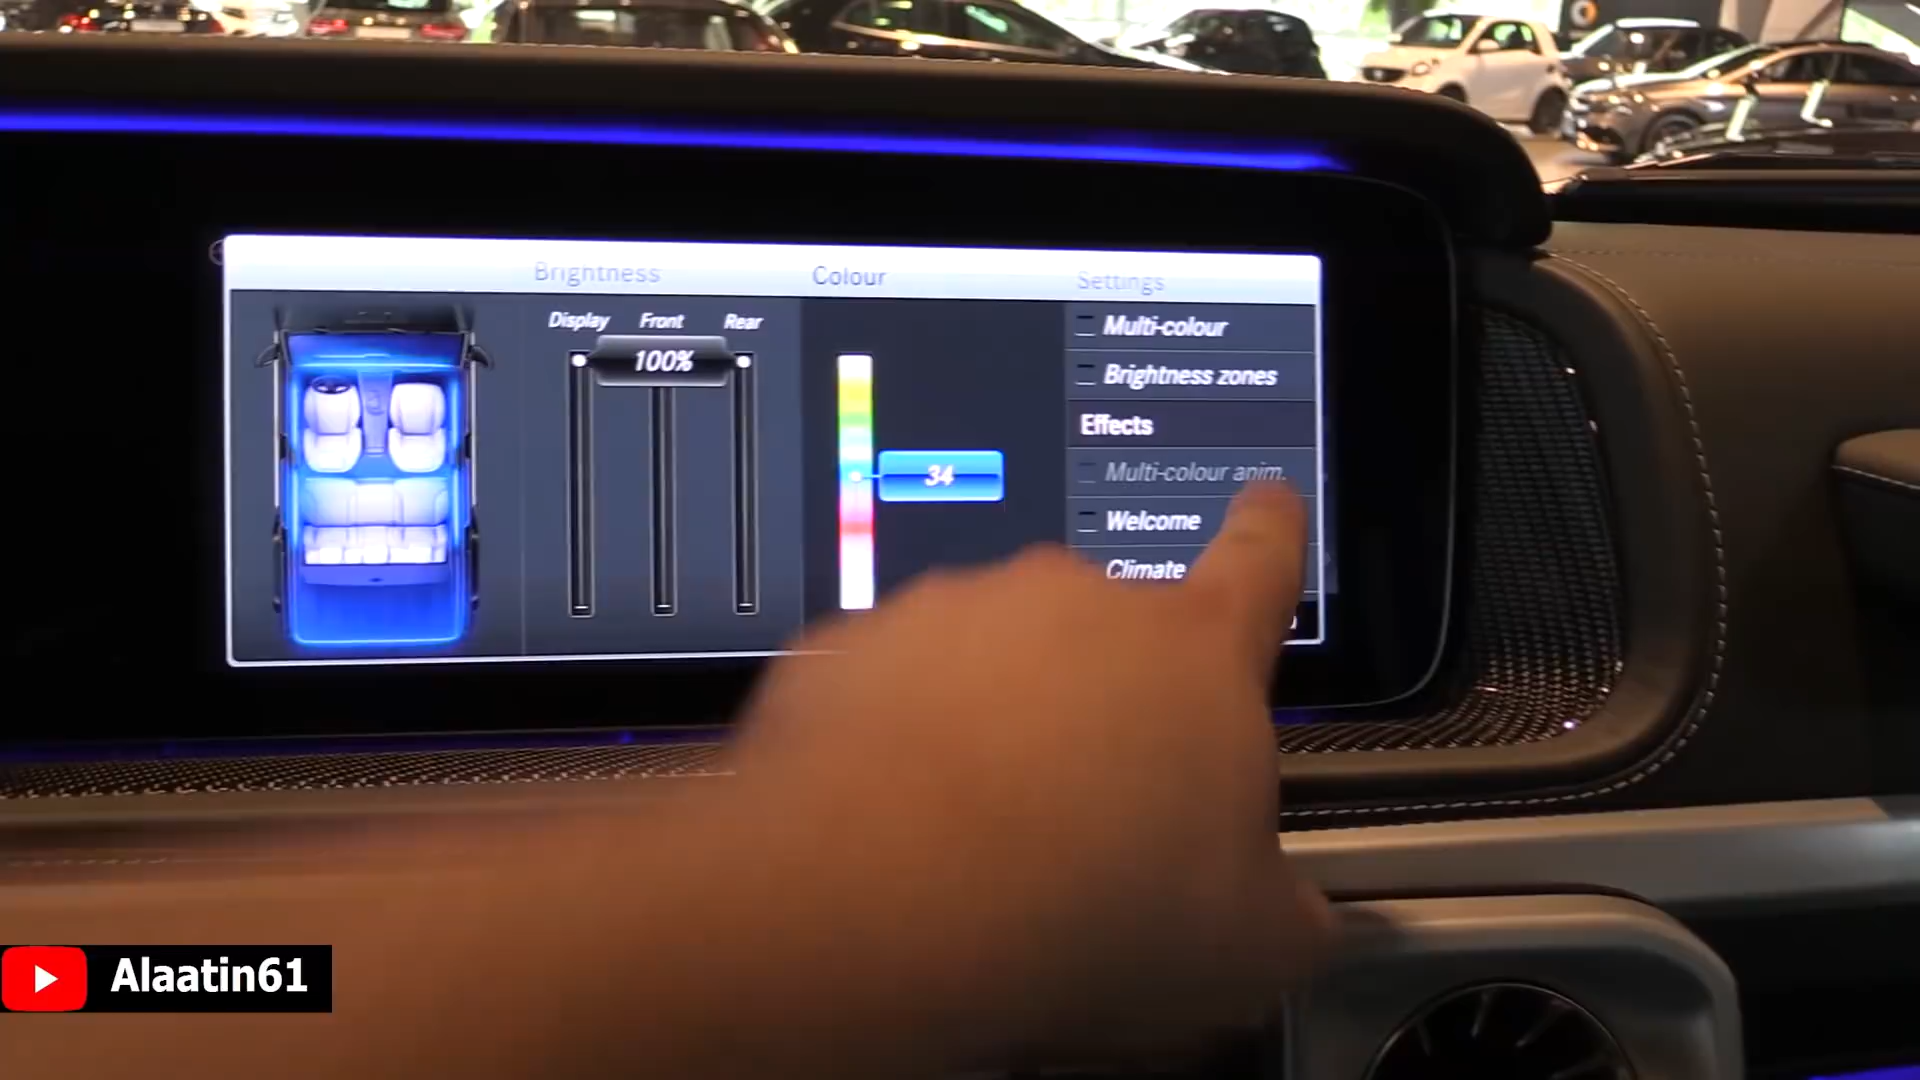 Brightness Colour Settings
Display Front Rear
100%
34
Multi-colour
Brightness zones
Effects
Multi-colour anim.
Welcome
Climate
Alaatin61